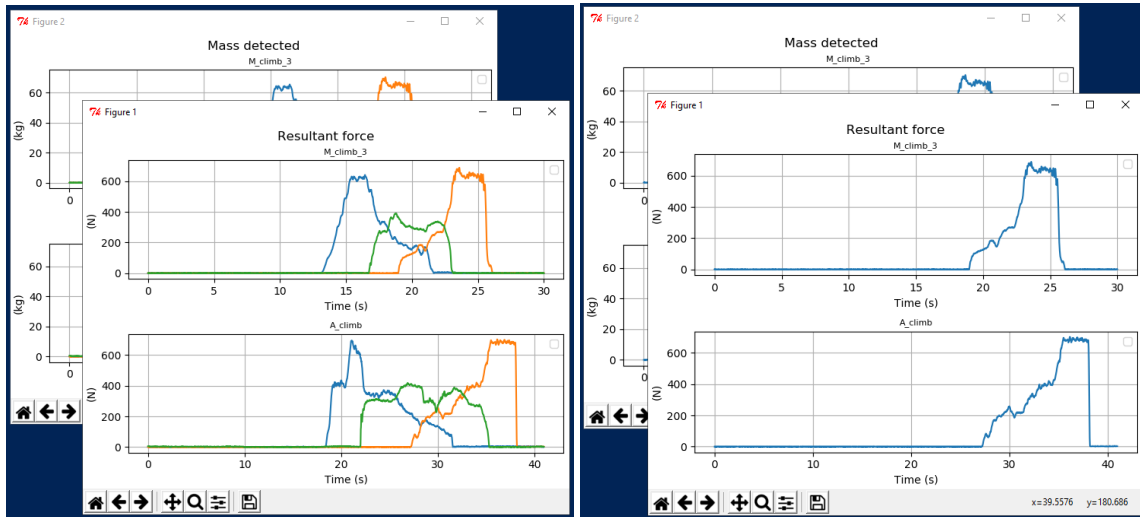 Figure 2
Mass detected
M_climb_3
60
40
20
0
(kg)
0
60
40
20
0
(kg)
0
Figure 1
Resultant force
M_climb_3
600
400
200
0
(N)
0 5 10 15 20 25 30
Time (s)
A_climb
600
400
200
0
(N)
0 10 20 30 40
Time (s)
Figure 2
Mass detected
M_climb_3
60
40
20
0
(kg)
0
60
40
20
0
(kg)
0
Figure 1
Resultant force
M_climb_3
600
400
200
0
(N)
0 5 10 15 20 25 30
Time (s)
A_climb
600
400
200
0
(N)
0 10 20 30 40
Time (s)
x=39.5576 y=180.686